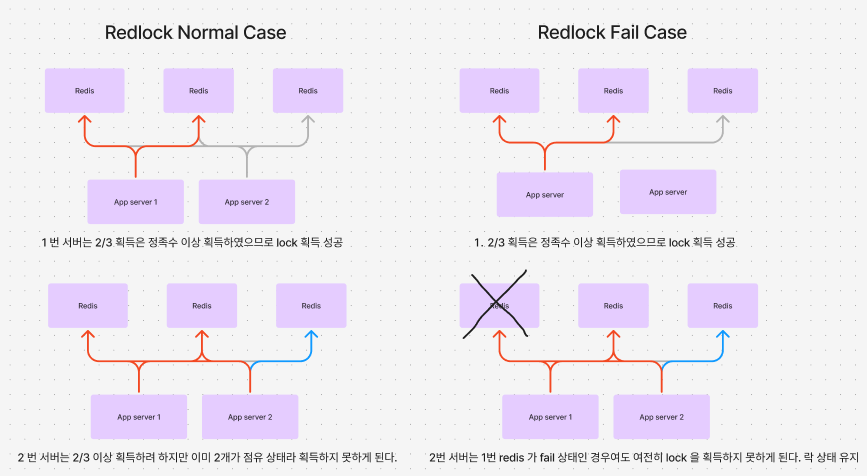 Redlock Normal Case
Redis
Redis
Redis
App server 1
App server 2
1 번 서버는 2/3 획득은 정족수 이상 획득하였으므로 lock 획득 성공
Redis
Redis
Redis
App server 1
App server 2
2 번 서버는 2/3 이상 획득하려 하지만 이미 2개가 점유 상태라 획득하지 못하게 된다.
Redlock Fail Case
Redis
Redis
Redis
App server
App server
1. 2/3 획득은 정족수 이상 획득하였으므로 lock 획득 성공
Redis
Redis
Redis
App server 1
App server 2
2번 서버는 1번 redis 가 fail 상태인 경우여도 여전히 lock 을 획득하지 못하게 된다. 락 상태 유지